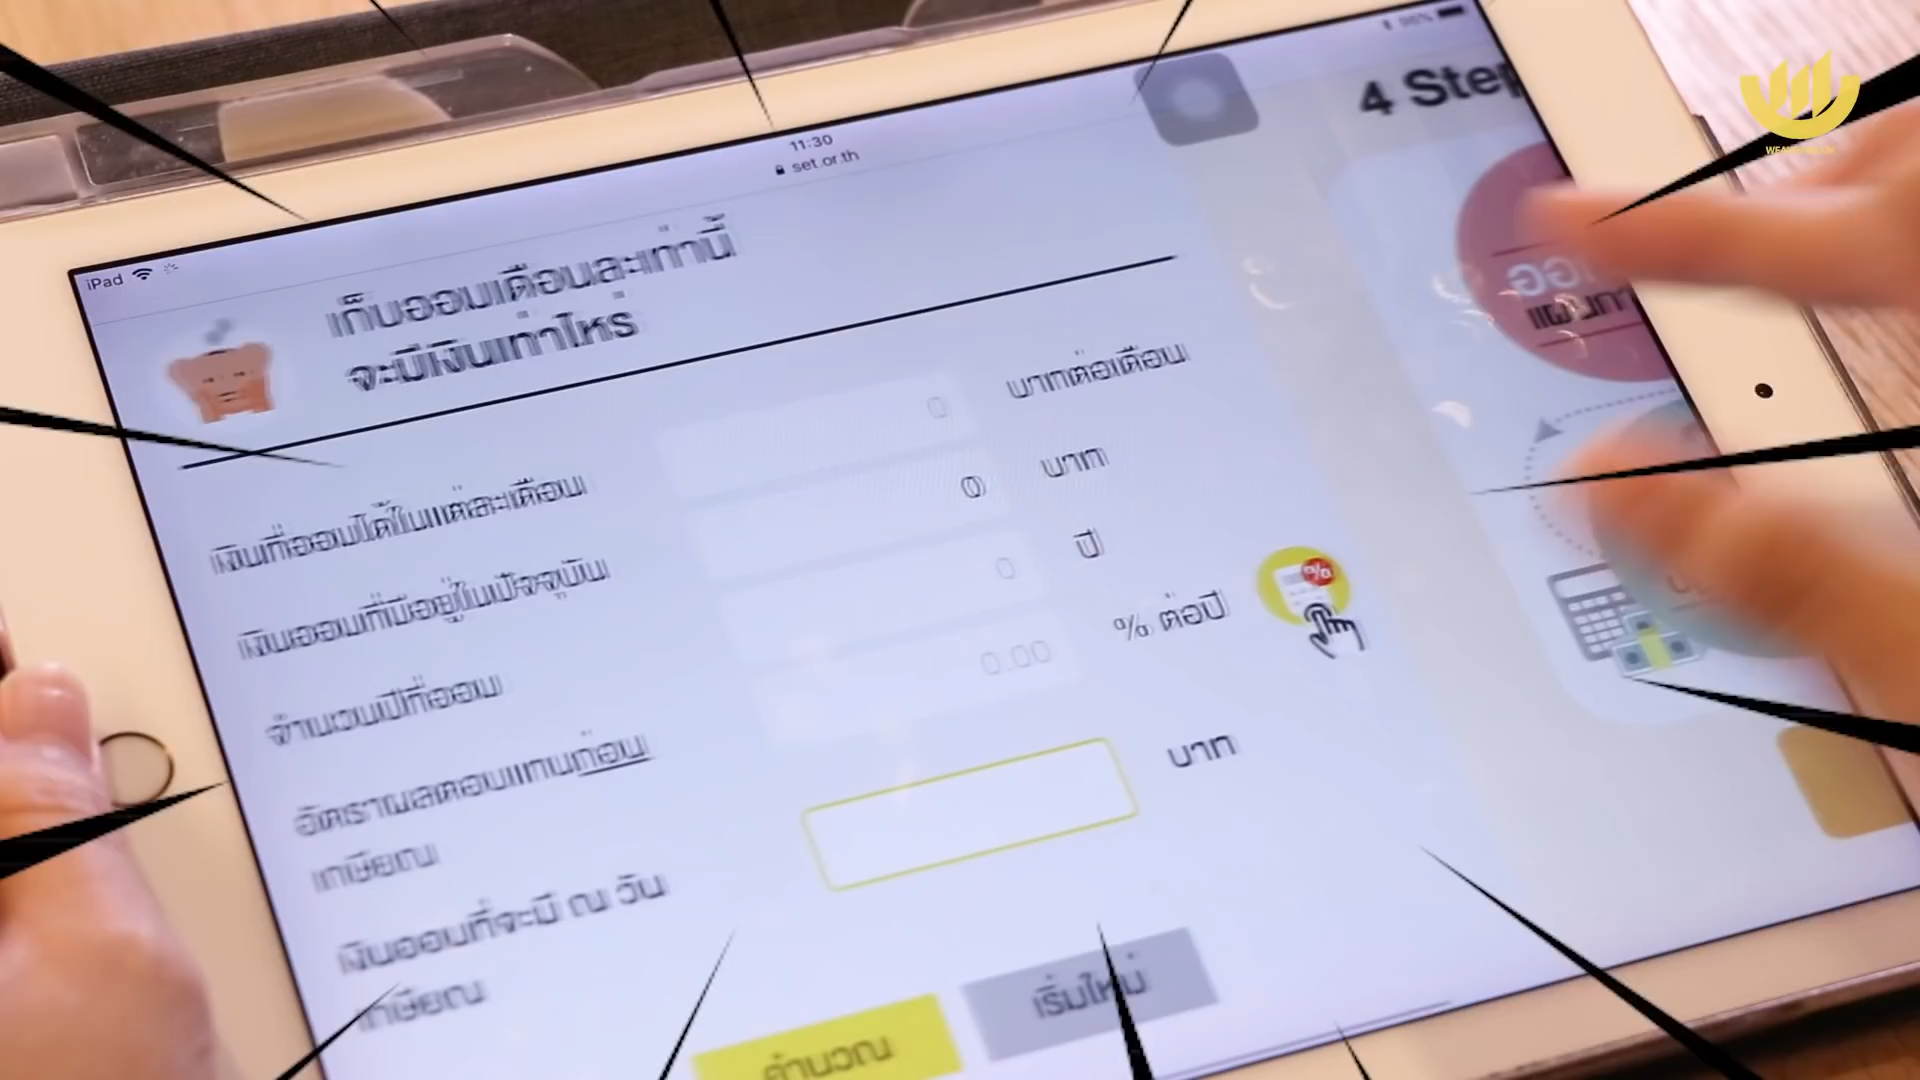 11:30
set.or.th
iPad
98%
4 Step
เก็บออมเดือนละเท่านี้
จะมีเงินเท่าไหร่
เงินที่ออมได้ในแต่ละเดือน 0 บาทต่อเดือน
เงินออมที่มีอยู่ในปัจจุบัน 0 บาท
จำนวนปีที่ออม 0 ปี
อัตราผลตอบแทนก่อน
เกษียณ 0.00 % ต่อปี
%
เงินออมที่จะมี ณ วัน
เกษียณ บาท
คำนวณ เริ่มใหม่